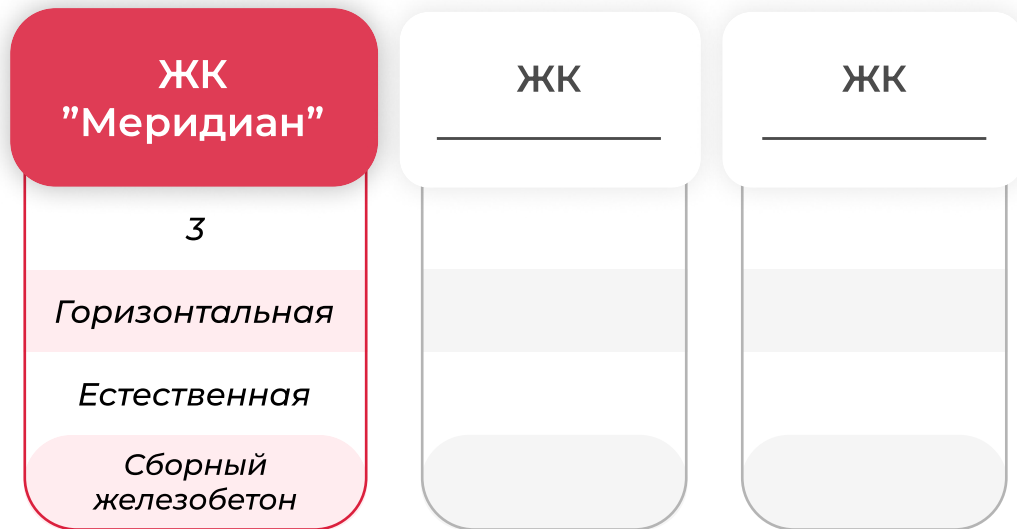 ЖК
”Меридиан”
3
Горизонтальная
Естественная
Сборный
железобетон
ЖК
ЖК